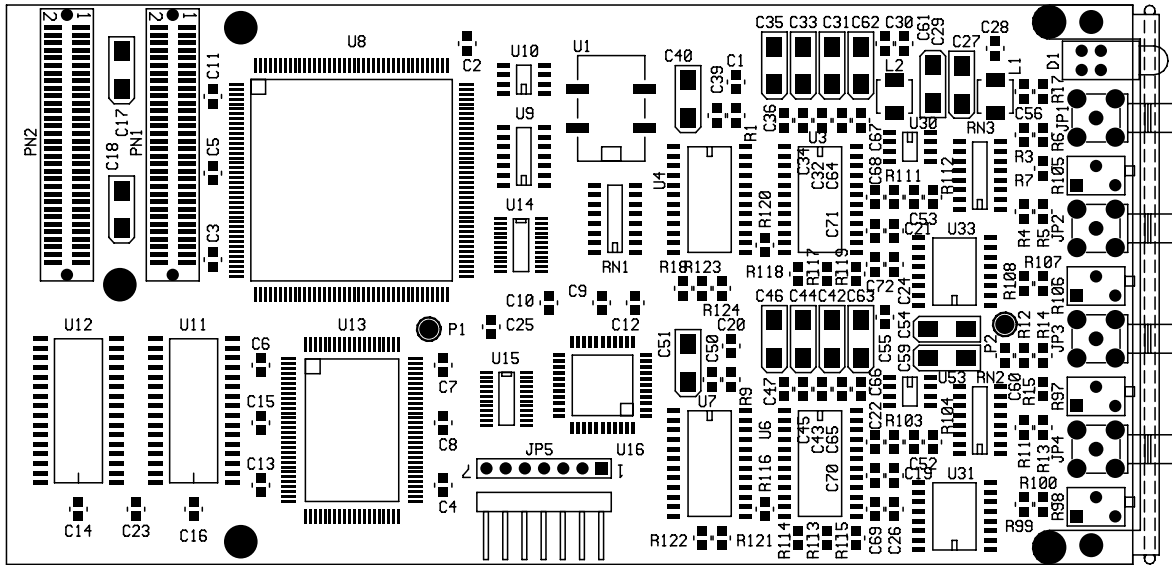 2 1
PN2
C17
C18
2 1
PN1
C11
C5
C3
U8
C2
U10
U9
U14
U1
RN1
C40
C39
C1
R1
U4
R120
R18
R123
R124
C35
C33
C31
C62
C30
C61
C29
C27
C28
L2
L1
C36
U3
C34
C32
C64
C71
C67
U30
C68
R111
R112
RN3
C53
C21
U33
R118
R117
R119
C72
C24
R108
D1
R17
C56
JP1
R6
R3
R7
R105
JP2
R4
R5
R107
R106
U12
U11
C6
C15
C13
C14
C23
C16
U13
P1
C7
C8
C4
C10
C9
C25
C12
U15
U16
JP5
7 1
C51
C50
C20
U7
R9
U6
R116
R122
R121
C46
C44
C42
C63
C47
C45
C43
C65
C70
C66
C55
C54
C59
U53
P2
RN2
C60
C22
R103
R104
C52
C19
U31
R114
R113
R115
C69
C26
R12
R14
JP3
R15
R97
R11
R13
JP4
R100
R98
R99